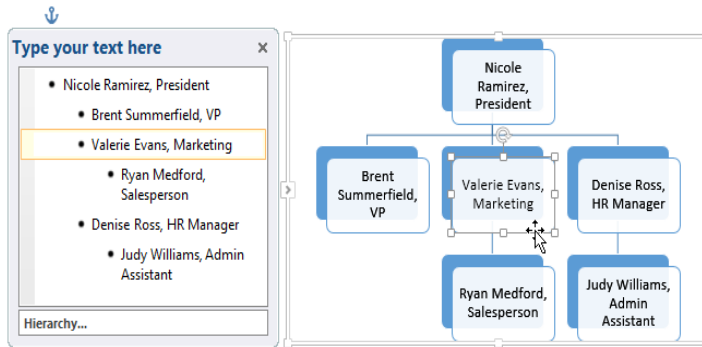 Type your text here
Nicole Ramirez, President
Brent Summerfield, VP
Valerie Evans, Marketing
Ryan Medford,
Salesperson
Denise Ross, HR Manager
Judy Williams, Admin
Assistant
Hierarchy...
Nicole
Ramirez,
President
Brent
Summerfield,
VP
Valerie Evans,
Marketing
Denise Ross,
HR Manager
Ryan Medford,
Salesperson
Judy Williams,
Admin
Assistant